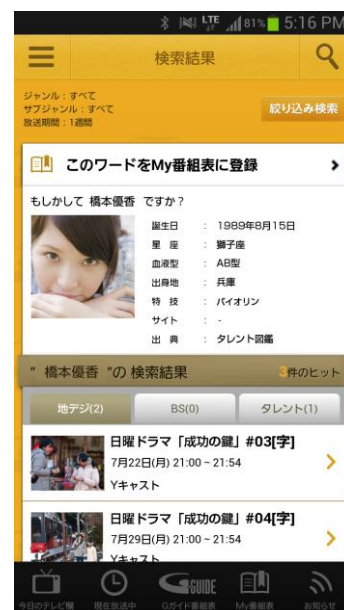 LTE 81% 5:16 PM
検索結果
ジャンル : すべて
サブジャンル : すべて
放送期間 : 1週間
絞り込み検索
このワードをMy番組表に登録
もしかして 橋本優香 ですか?
誕生日 : 1989年8月15日
星 座 : 獅子座
血液型 : AB型
出身地 : 兵庫
特 技 : バイオリン
サイト : -
出 典 : タレント図鑑
" 橋本優香 "の 検索結果 3件のヒット
地デジ(2) BS(0) タレント(1)
日曜ドラマ「成功の鍵」#03[字]
7月22日(月) 21:00 ~ 21:54
Yキャスト
日曜ドラマ「成功の鍵」#04[字]
7月29日(月) 21:00 ~ 21:54
Yキャスト
GGUIDE
今日のテレビ欄 現在放送中 Gガイド番組表 My番組表 お知らせ